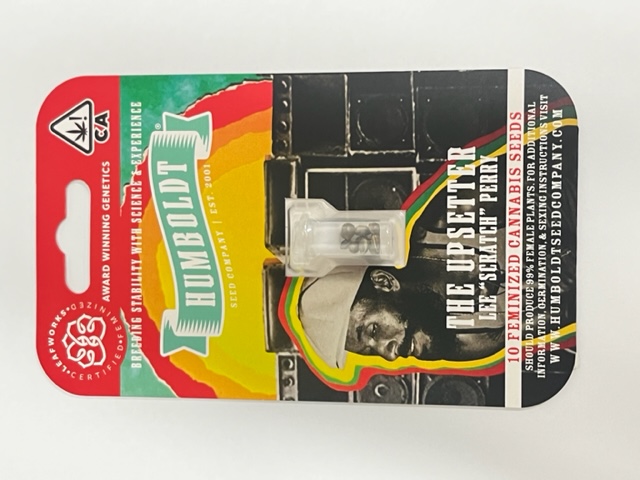 CA
AWARD WINNING GENETICS
LEAFWORKS
CERTIFIED FEMINIZED
BREEDING STABILITY WITH SCIENCE & EXPERIENCE
HUMBOLDT®
SEED COMPANY | EST. 2001
THE UPSETTER
LEE "SCRATCH" PERRY
10 FEMINIZED CANNABIS SEEDS
SHOULD PRODUCE 99% FEMALE PLANTS. FOR ADDITIONAL
INFORMATION, GERMINATION, & SEXING INSTRUCTIONS VISIT
WWW.HUMBOLDTSEEDCOMPANY.COM